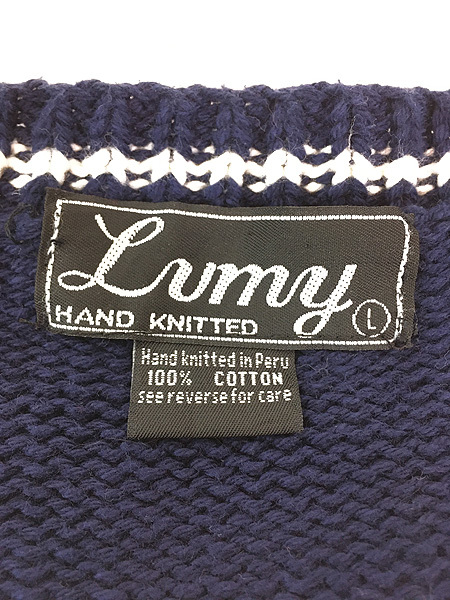 Lumy
HAND KNITTED L
Hand knitted in Peru
100% COTTON
see reverse for care